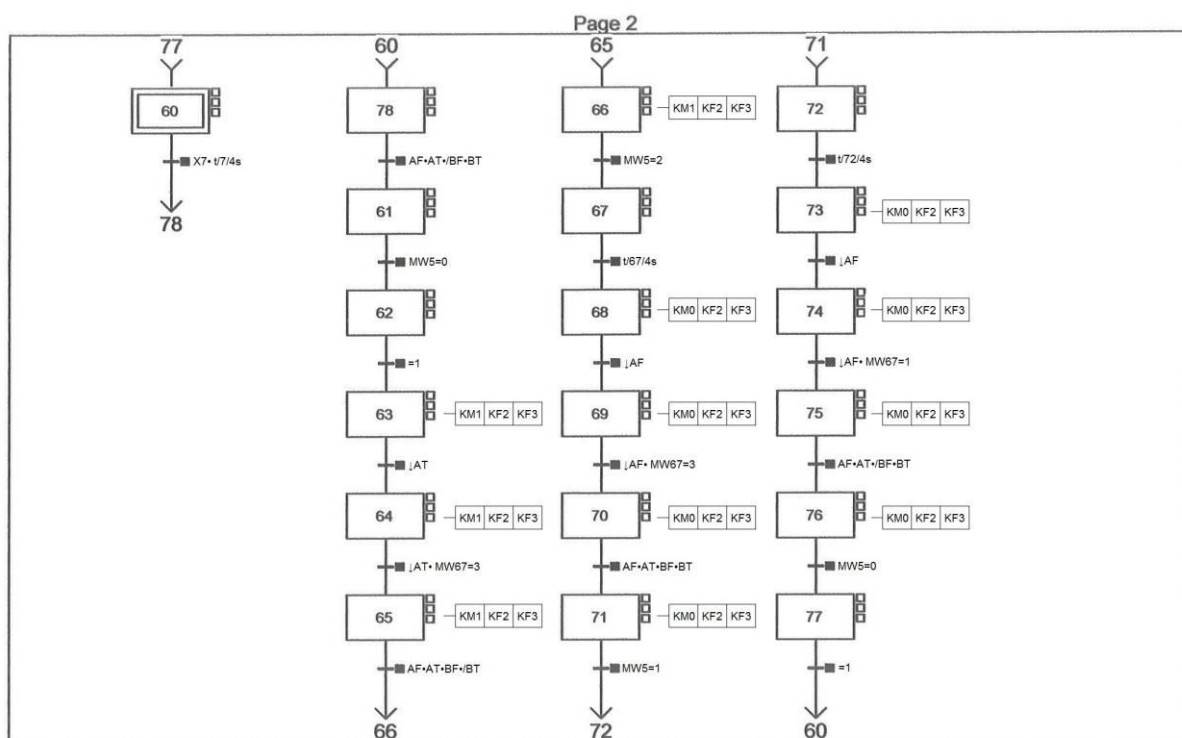 Page 2
77 60 65 71
60 78 66 KM1 KF2 KF3 72
X7• t/7/4s AF•AT•/BF•BT MW5=2 t/72/4s
78 61 67 73 KM0 KF2 KF3
MW5=0 t/67/4s ↓AF
62 68 KM0 KF2 KF3 74 KM0 KF2 KF3
=1 ↓AF ↓AF• MW67=1
63 KM1 KF2 KF3 69 KM0 KF2 KF3 75 KM0 KF2 KF3
↓AT ↓AF• MW67=3 AF•AT•/BF•BT
64 KM1 KF2 KF3 70 KM0 KF2 KF3 76 KM0 KF2 KF3
↓AT• MW67=3 AF•AT•BF•BT MW5=0
65 KM1 KF2 KF3 71 KM0 KF2 KF3 77
AF•AT•BF•/BT MW5=1 =1
66 72 60